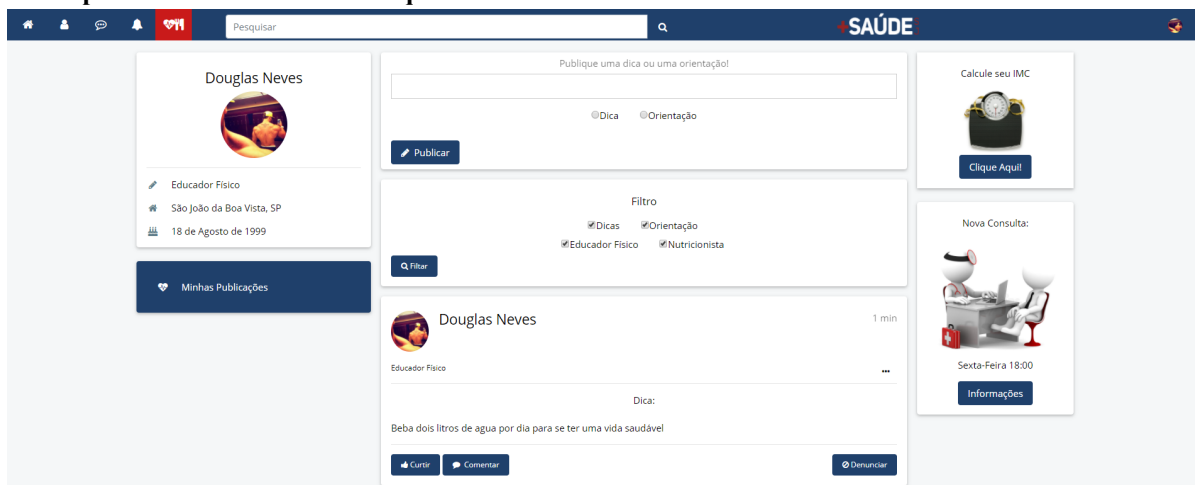 Pesquisar
+SAÚDE
Douglas Neves
Educador Físico
São João da Boa Vista, SP
18 de Agosto de 1999
Minhas Publicações
Publique uma dica ou uma orientação!
Dica Orientação
Publicar
Filtro
Dicas Orientação
Educador Físico Nutricionista
Filtrar
Douglas Neves
1 min
Educador Físico
...
Dica:
Beba dois litros de agua por dia para se ter uma vida saudável
Curtir Comentar Denunciar
Calcule seu IMC
Clique Aqui!
Nova Consulta:
Sexta-Feira 18:00
Informações